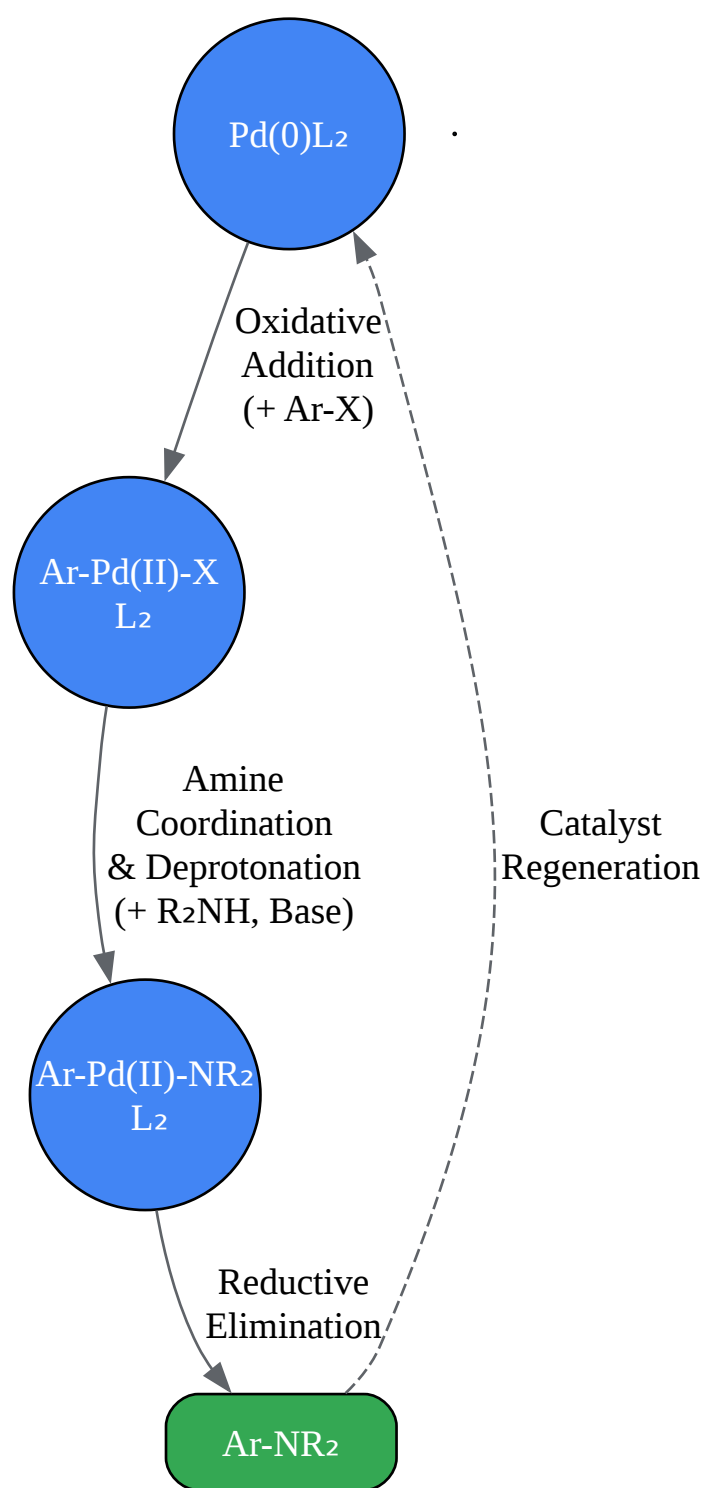 Pd(0)L₂
.
Oxidative
Addition
(+ Ar-X)
Ar-Pd(II)-X
L₂
Amine
Coordination
& Deprotonation
(+ R₂NH, Base)
Catalyst
Regeneration
Ar-Pd(II)-NR₂
L₂
Reductive
Elimination
Ar-NR₂